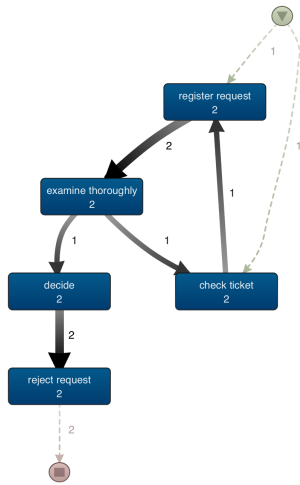 1
register request
2
1
2
examine thoroughly
2
1
1
1
decide
2
check ticket
2
2
reject request
2
2